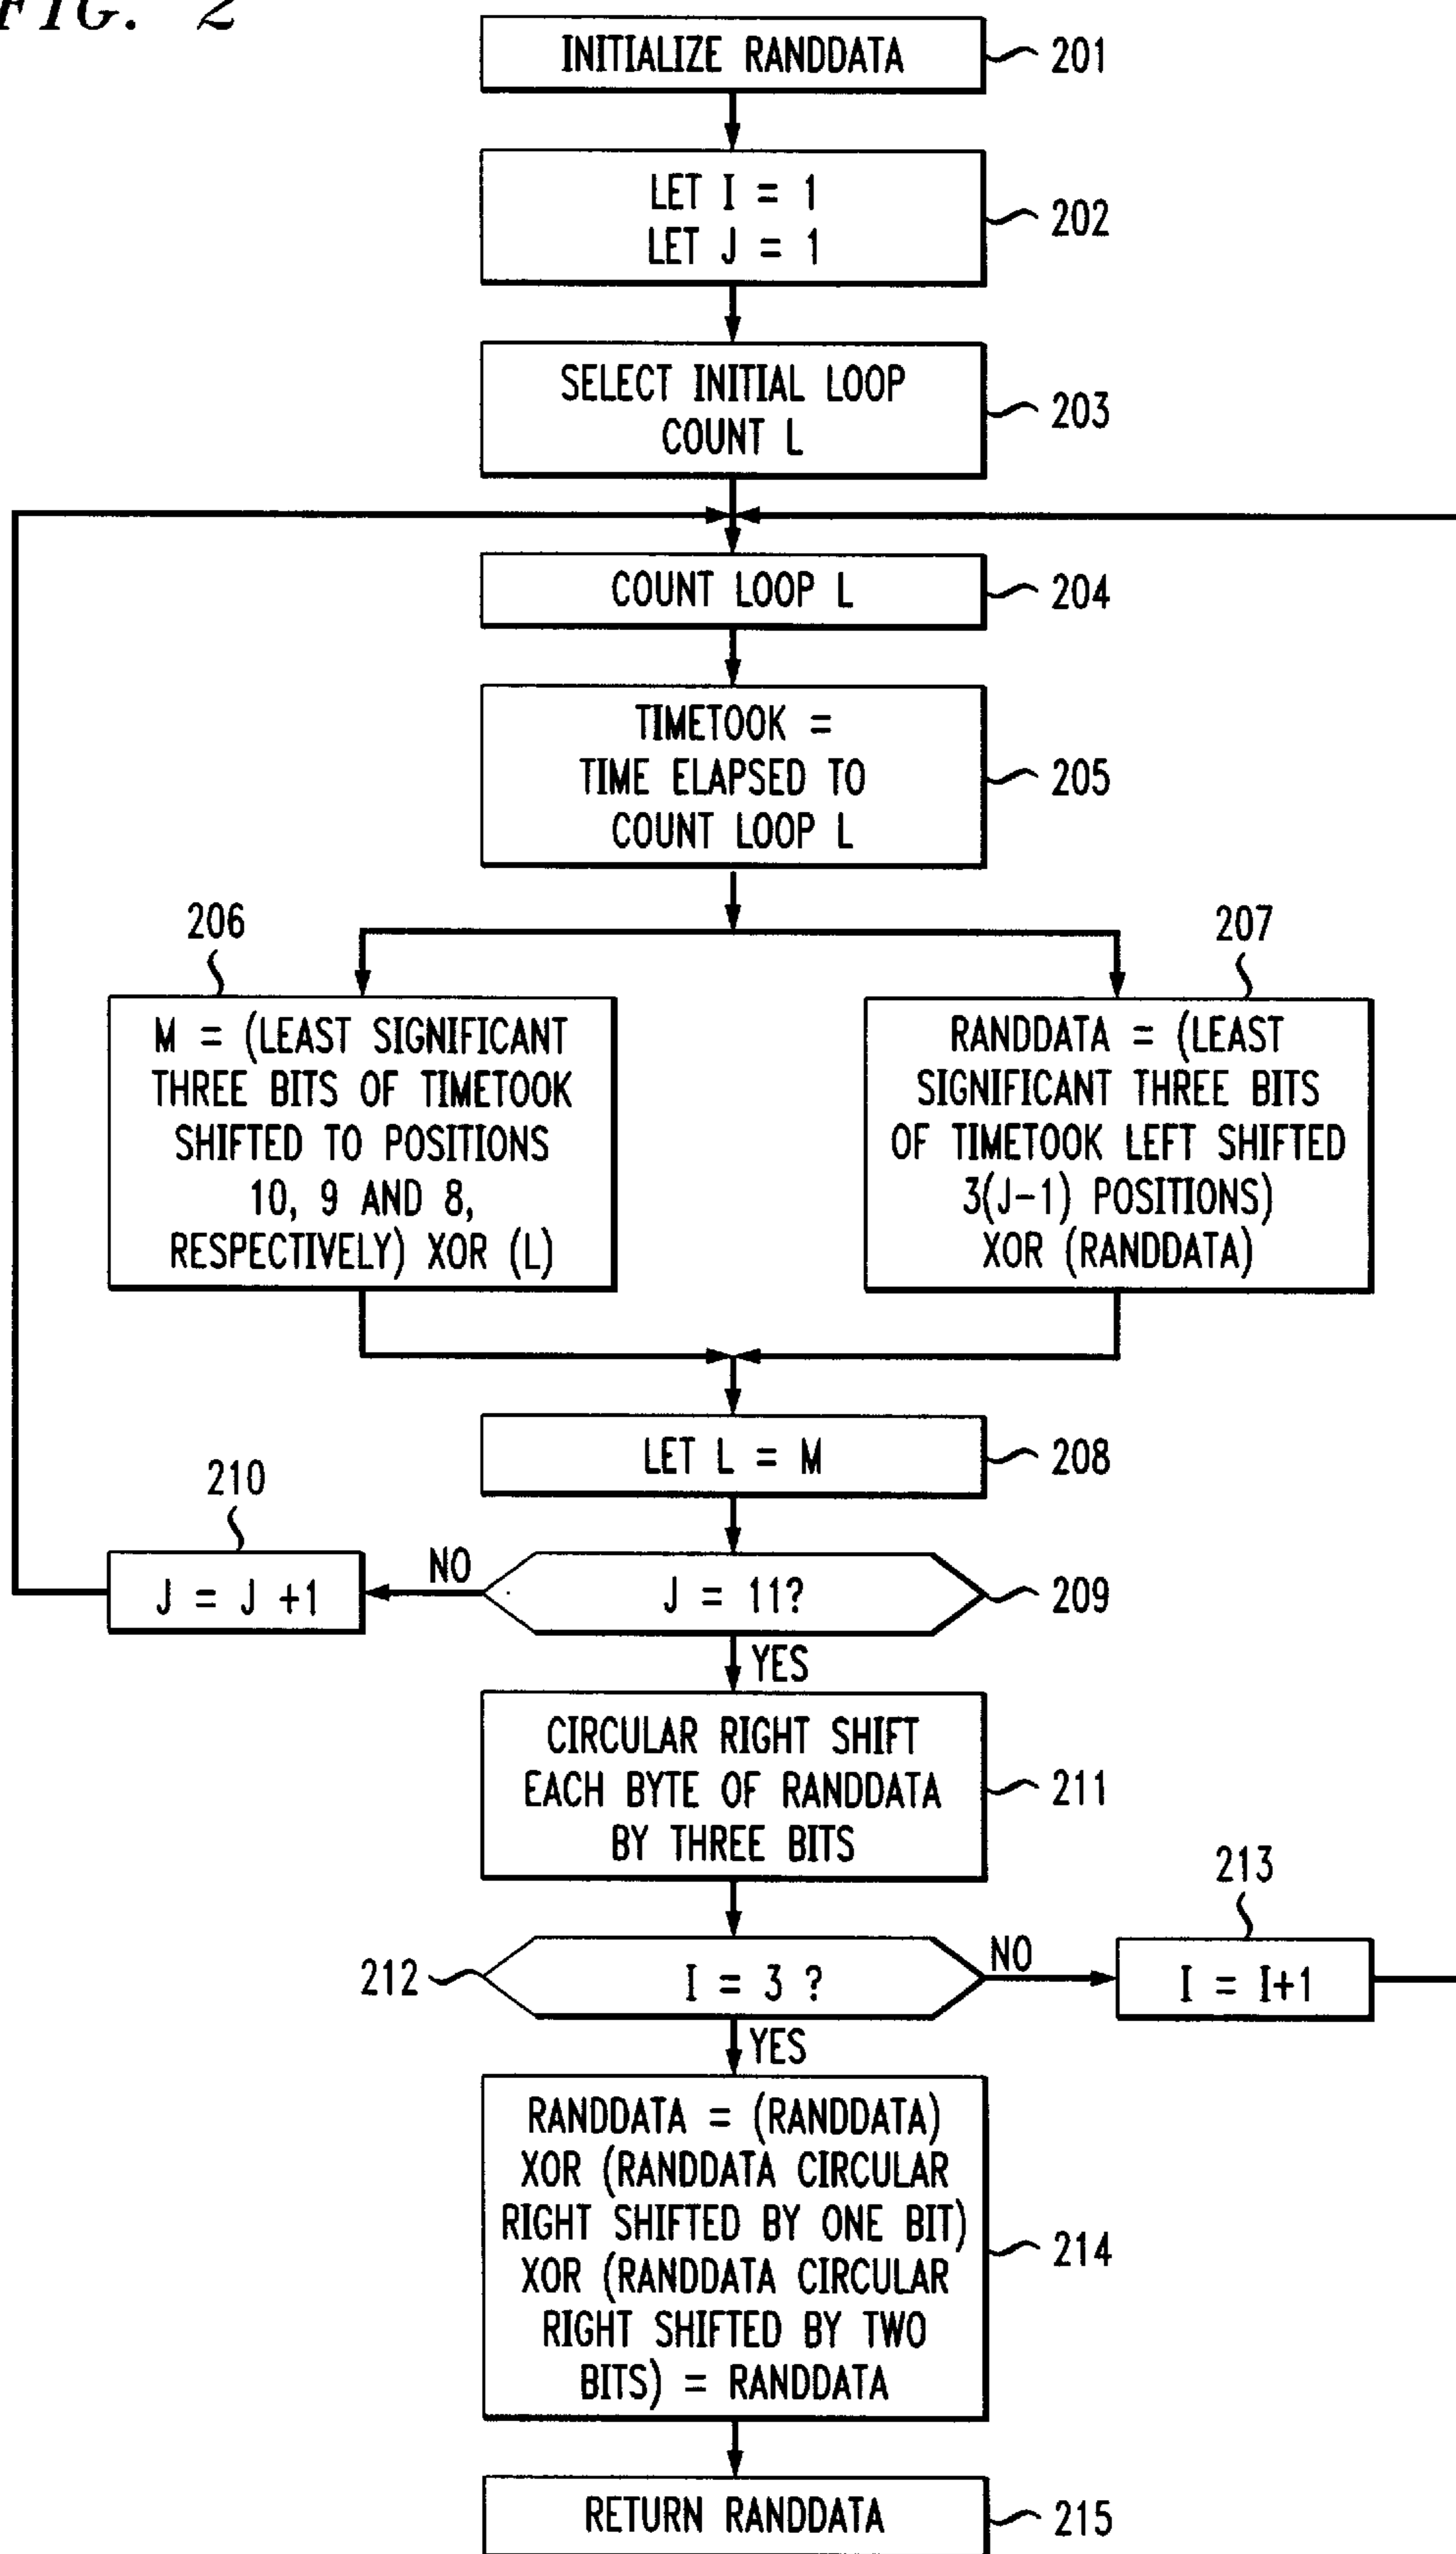 FIG. 2
INITIALIZE RANDDATA
201
LET I = 1
LET J = 1
202
SELECT INITIAL LOOP
COUNT L
203
COUNT LOOP L
204
TIMETOOK =
TIME ELAPSED TO
COUNT LOOP L
205
206
M = (LEAST SIGNIFICANT
THREE BITS OF TIMETOOK
SHIFTED TO POSITIONS
10, 9 AND 8,
RESPECTIVELY) XOR (L)
207
RANDDATA = (LEAST
SIGNIFICANT THREE BITS
OF TIMETOOK LEFT SHIFTED
3(J-1) POSITIONS)
XOR (RANDDATA)
LET L = M
208
210
J = J +1
NO
J = 11?
209
YES
CIRCULAR RIGHT SHIFT
EACH BYTE OF RANDDATA
BY THREE BITS
211
212
I = 3 ?
NO
213
I = I+1
YES
RANDDATA = (RANDDATA)
XOR (RANDDATA CIRCULAR
RIGHT SHIFTED BY ONE BIT)
XOR (RANDDATA CIRCULAR
RIGHT SHIFTED BY TWO
BITS) = RANDDATA
214
RETURN RANDDATA
215